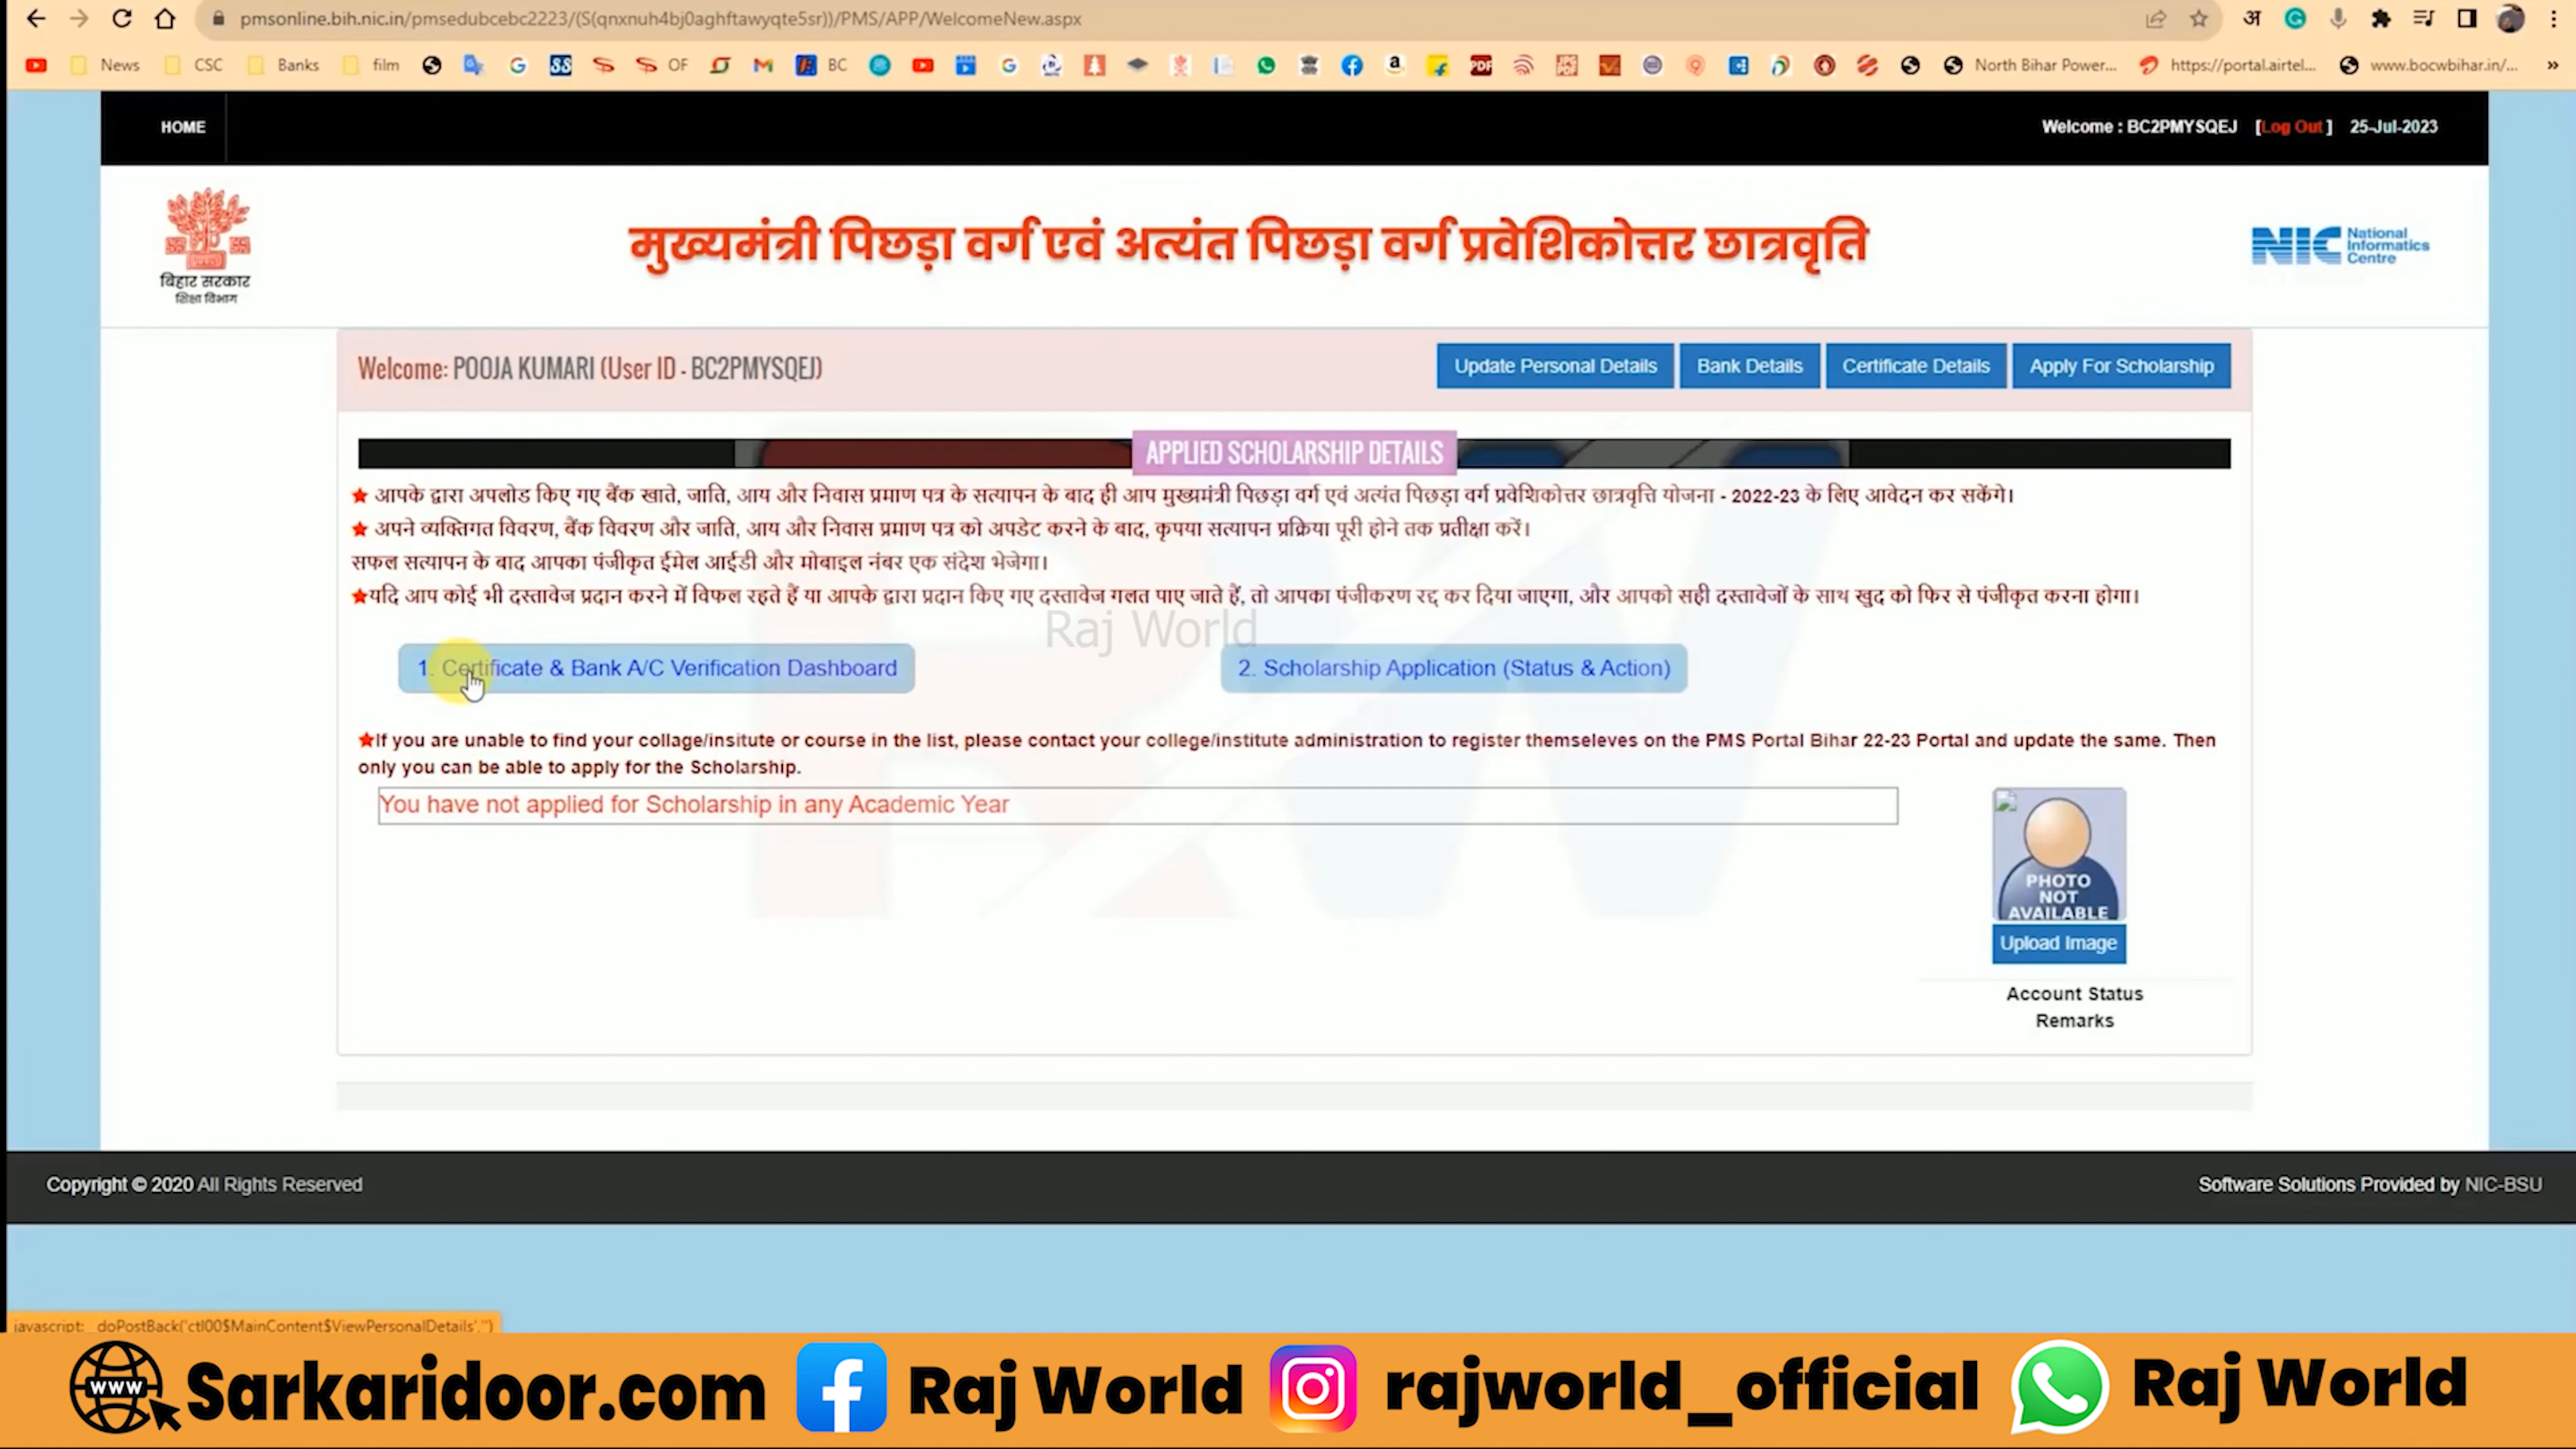 pmsonline.bih.nic.in/pmsedubcebc2223/(S(qnxnuh4bj0aghftawyqte5sr))/PMS/APP/WelcomeNew.aspx
अ
News CSC Banks film OF BC North Bihar Power... https://portal.airtel... www.bocwbihar.in/... »
HOME Welcome : BC2PMYSQEJ [Log Out ] 25-Jul-2023
बिहार सरकार
शिक्षा विभाग
मुख्यमंत्री पिछड़ा वर्ग एवं अत्यंत पिछड़ा वर्ग प्रवेशिकोत्तर छात्रवृति
NIC National
Informatics
Centre
Welcome: POOJA KUMARI (User ID - BC2PMYSQEJ) Update Personal Details Bank Details Certificate Details Apply For Scholarship
APPLIED SCHOLARSHIP DETAILS
आपके द्वारा अपलोड किए गए बैंक खाते, जाति, आय और निवास प्रमाण पत्र के सत्यापन के बाद ही आप मुख्यमंत्री पिछड़ा वर्ग एवं अत्यंत पिछड़ा वर्ग प्रवेशिकोत्तर छात्रवृत्ति योजना - 2022-23 के लिए आवेदन कर सकेंगे।
अपने व्यक्तिगत विवरण, बैंक विवरण और जाति, आय और निवास प्रमाण पत्र को अपडेट करने के बाद, कृपया सत्यापन प्रक्रिया पूरी होने तक प्रतीक्षा करें।
सफल सत्यापन के बाद आपका पंजीकृत ईमेल आईडी और मोबाइल नंबर एक संदेश भेजेगा।
यदि आप कोई भी दस्तावेज प्रदान करने में विफल रहते हैं या आपके द्वारा प्रदान किए गए दस्तावेज गलत पाए जाते हैं, तो आपका पंजीकरण रद्द कर दिया जाएगा, और आपको सही दस्तावेजों के साथ खुद को फिर से पंजीकृत करना होगा।
Raj World
1. Certificate & Bank A/C Verification Dashboard 2. Scholarship Application (Status & Action)
If you are unable to find your collage/insitute or course in the list, please contact your college/institute administration to register themseleves on the PMS Portal Bihar 22-23 Portal and update the same. Then
only you can be able to apply for the Scholarship.
You have not applied for Scholarship in any Academic Year
PHOTO
NOT
AVAILABLE
Upload Image
Account Status
Remarks
Copyright © 2020 All Rights Reserved Software Solutions Provided by NIC-BSU
javascript:__doPostBack('ctl00$MainContent$ViewPersonalDetails','')
www Sarkaridoor.com Raj World rajworld_official Raj World